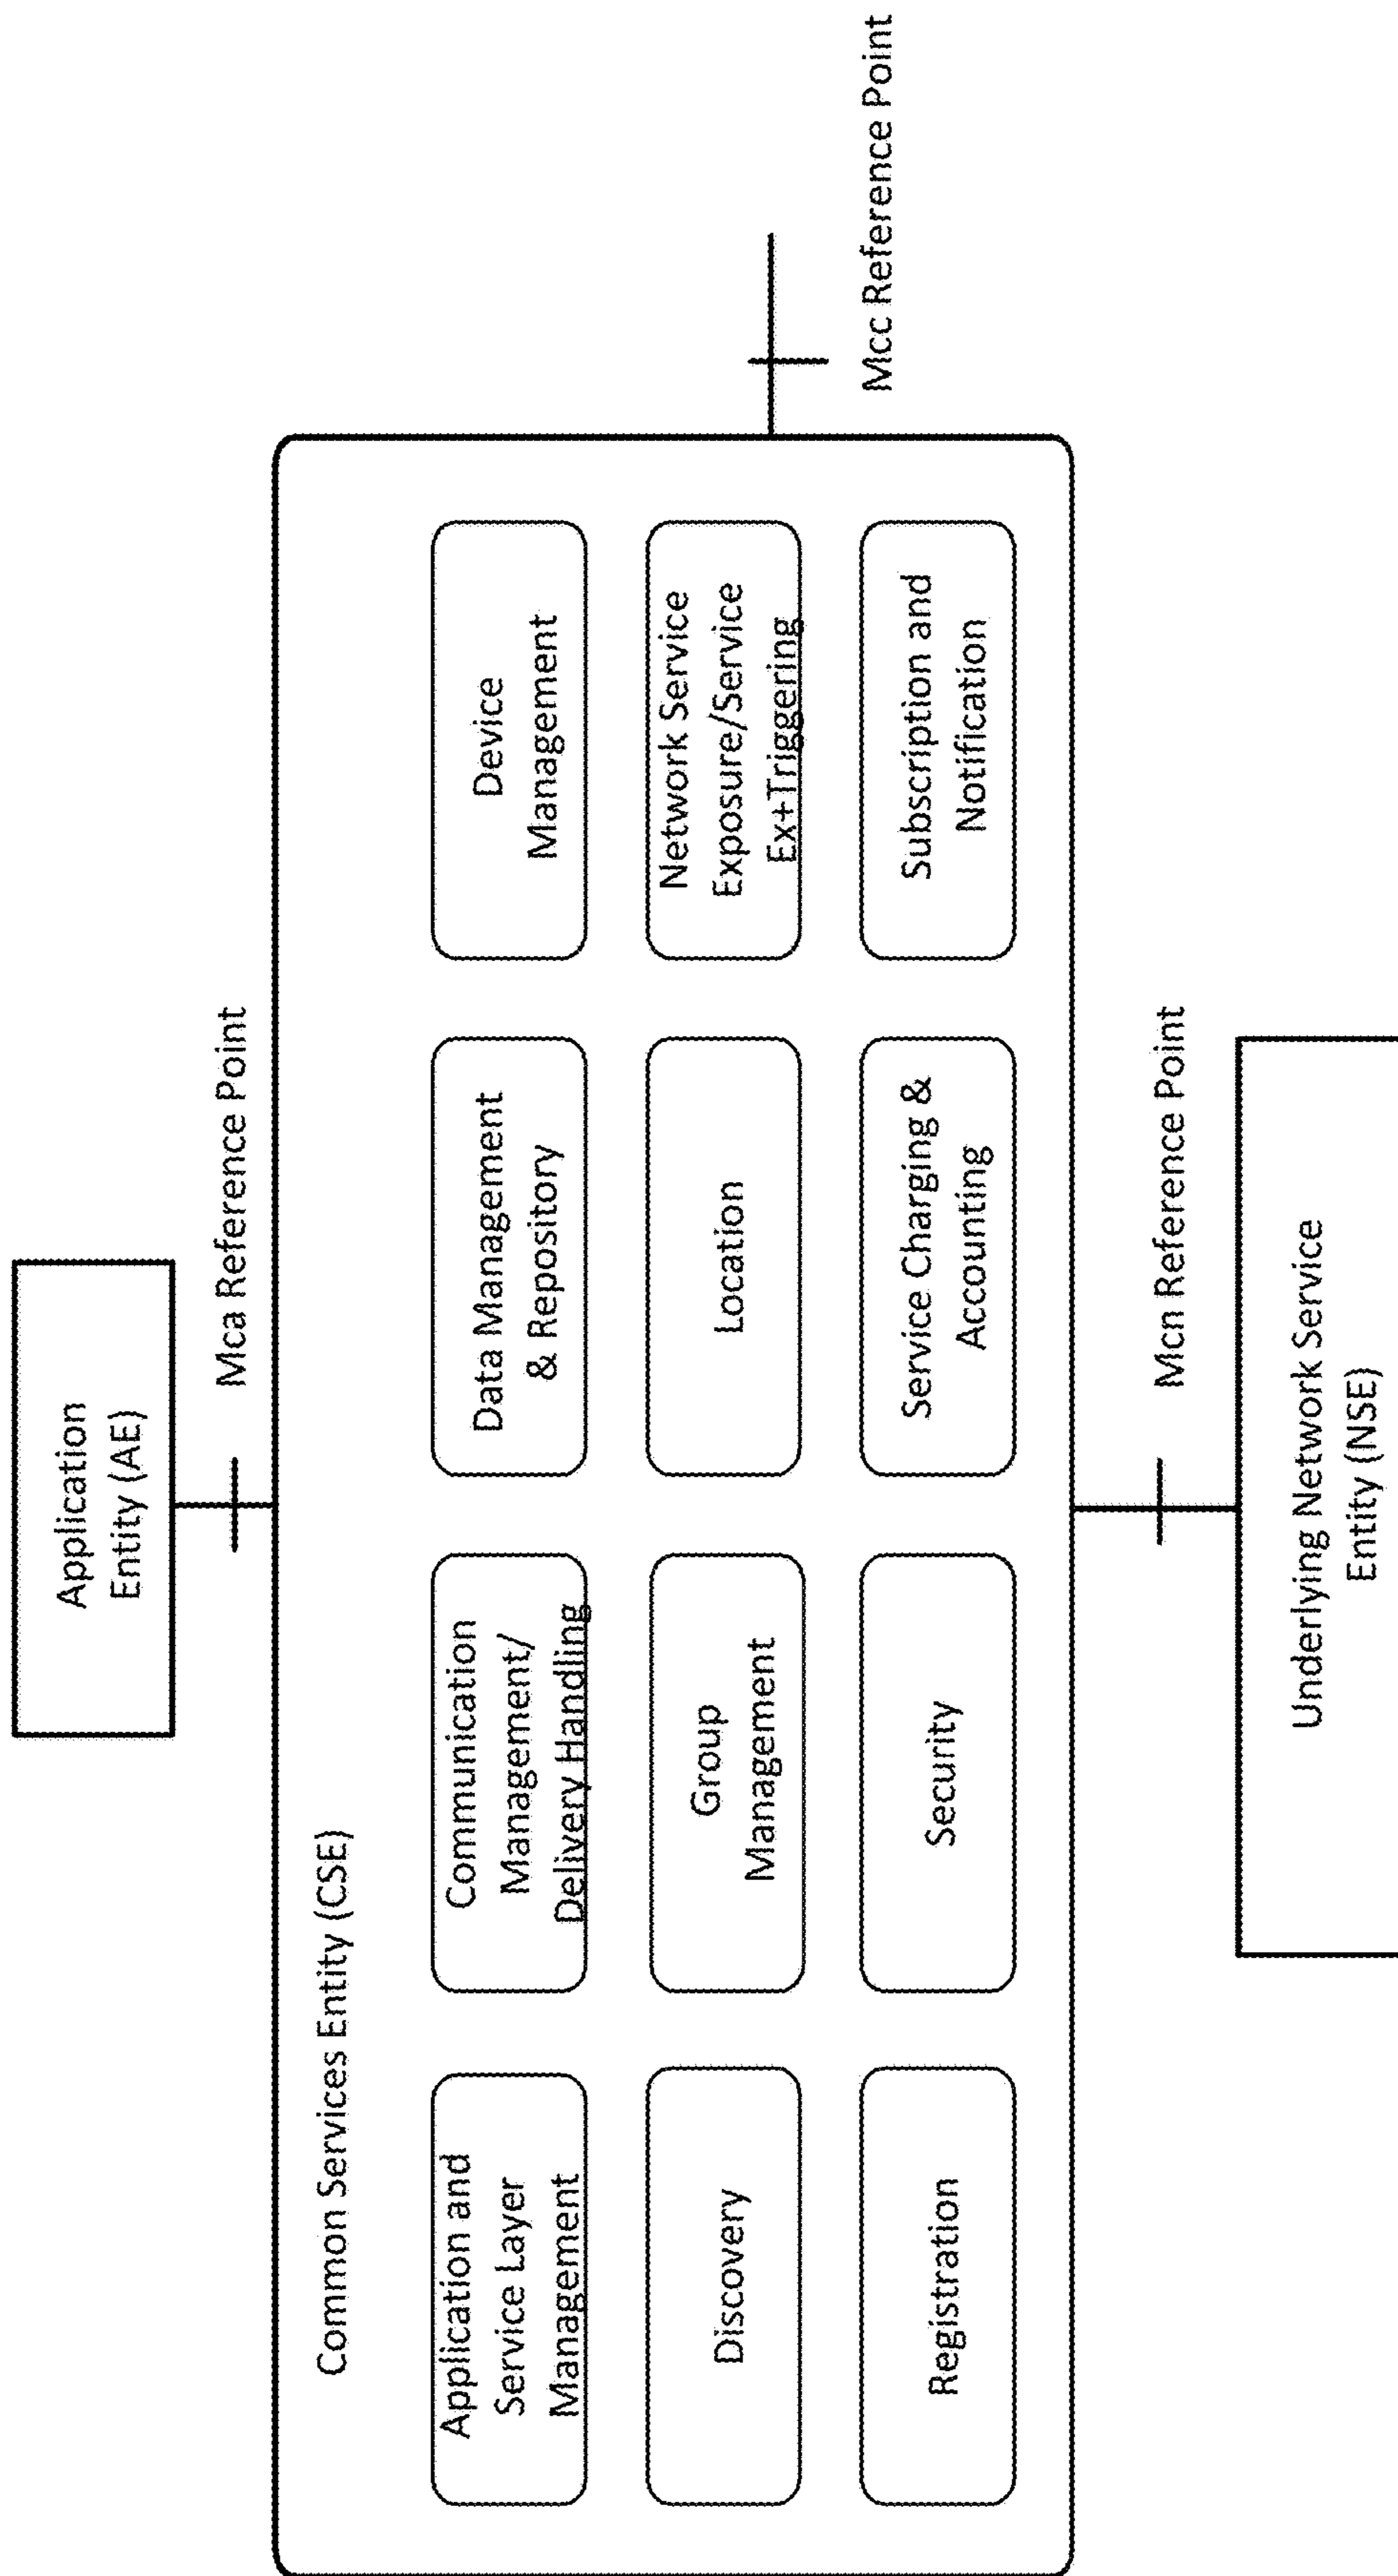 Application
Entity (AE)
Mca Reference Point
Common Services Entity (CSE)
Application and
Service Layer
Management
Communication
Management/
Delivery Handling
Data Management
& Repository
Device
Management
Discovery
Group
Management
Location
Network Service
Exposure/Service
Ex+Triggering
Registration
Security
Service Charging &
Accounting
Subscription and
Notification
Mcc Reference Point
Mcn Reference Point
Underlying Network Service
Entity (NSE)